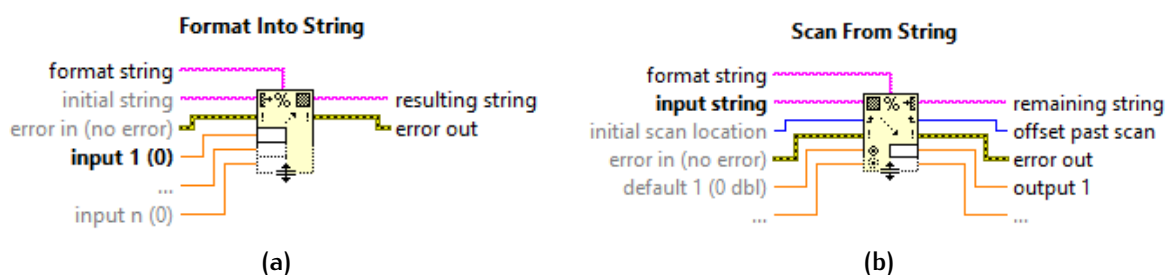 Format Into String
format string
initial string
error in (no error)
input 1 (0)
...
input n (0)
resulting string
error out
(a)
Scan From String
format string
input string
initial scan location
error in (no error)
default 1 (0 dbl)
...
remaining string
offset past scan
error out
output 1
...
(b)